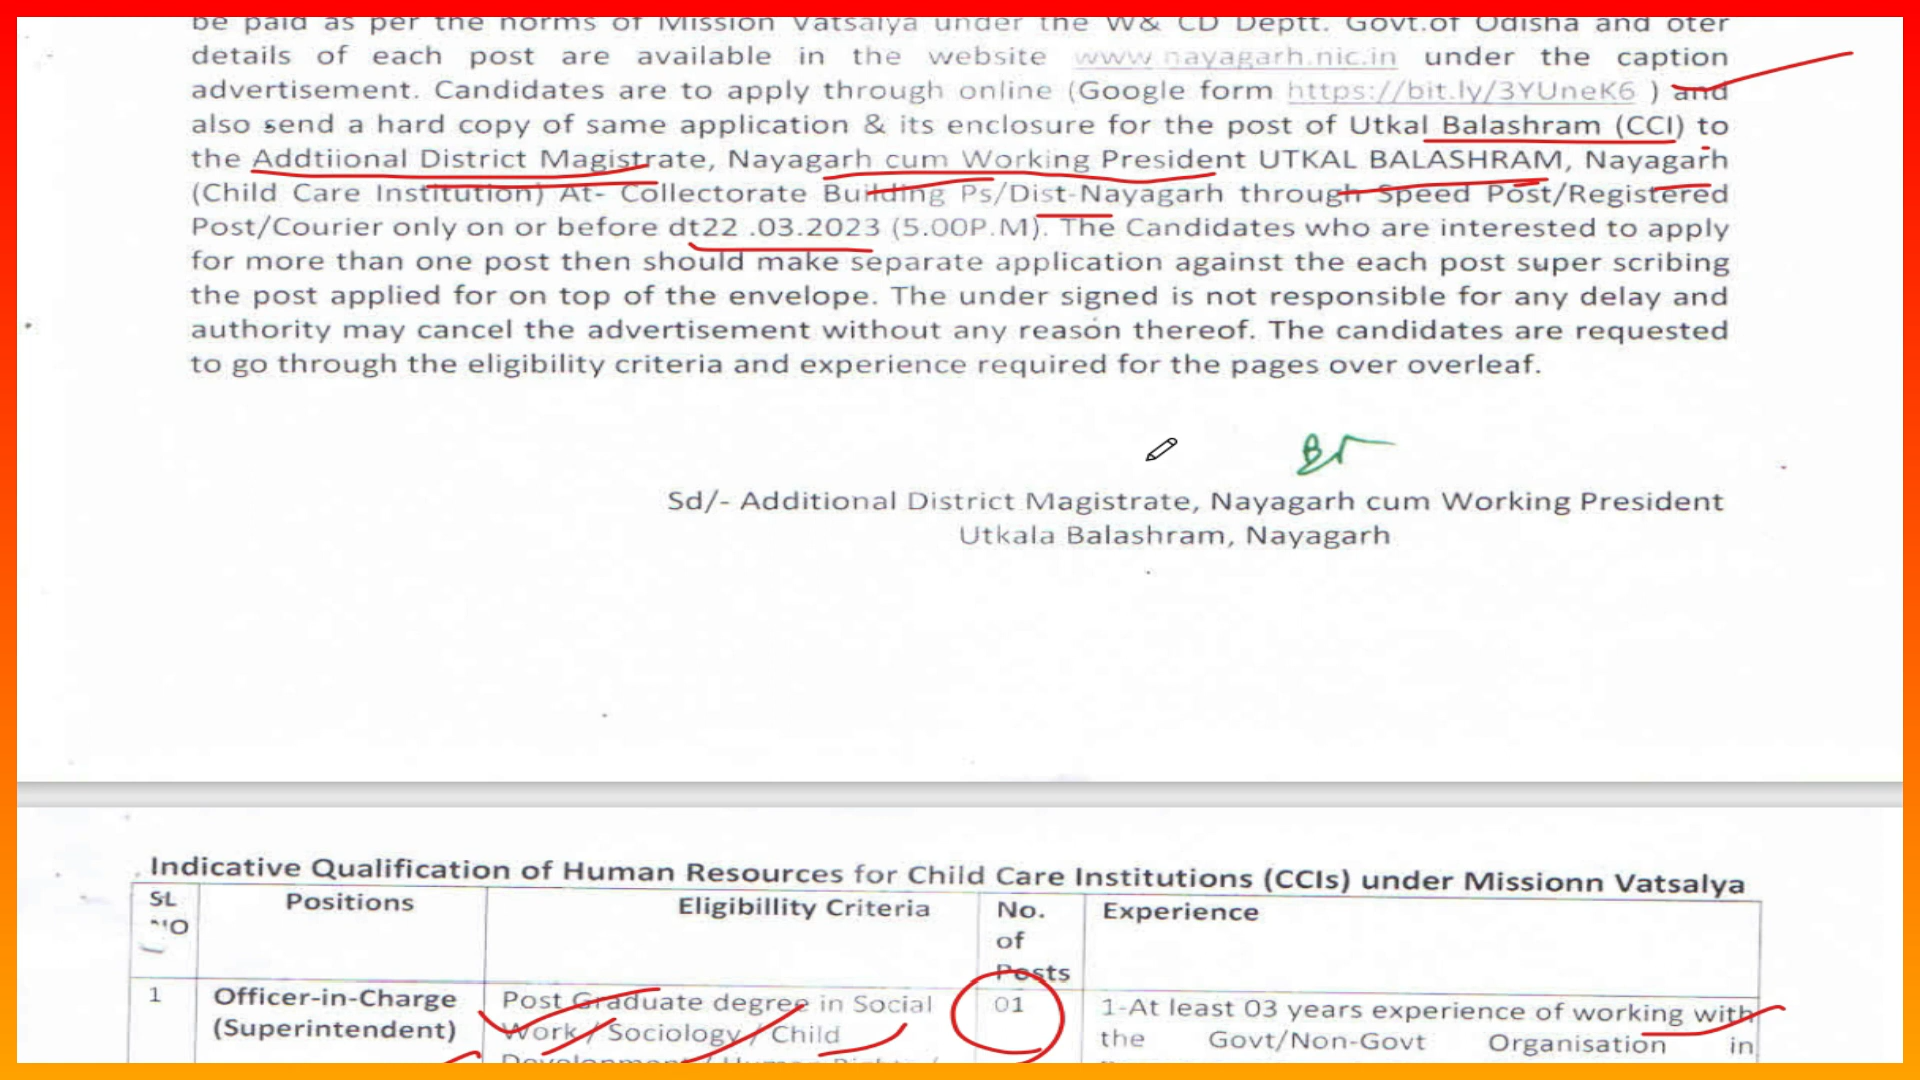 be paid as per the norms of Mission Vatsalya under the W& CD Deptt. Govt.of Odisha and oter
details of each post are available in the website www.nayagarh.nic.in under the caption
advertisement. Candidates are to apply through online (Google form https://bit.ly/3YUneK6 ) and
also send a hard copy of same application & its enclosure for the post of Utkal Balashram (CCI) to
the Addtiional District Magistrate, Nayagarh cum Working President UTKAL BALASHRAM, Nayagarh
(Child Care Institution) At- Collectorate Building Ps/Dist-Nayagarh through Speed Post/Registered
Post/Courier only on or before dt22 .03.2023 (5.00P.M). The Candidates who are interested to apply
for more than one post then should make separate application against the each post super scribing
the post applied for on top of the envelope. The under signed is not responsible for any delay and
authority may cancel the advertisement without any reason thereof. The candidates are requested
to go through the eligibility criteria and experience required for the pages over overleaf.
Sd/- Additional District Magistrate, Nayagarh cum Working President
Utkala Balashram, Nayagarh
Indicative Qualification of Human Resources for Child Care Institutions (CCIs) under Missionn Vatsalya
SL NO Positions Eligibillity Criteria No. of Posts Experience
1 Officer-in-Charge (Superintendent) Post Graduate degree in Social Work / Sociology / Child Development / Human Rights / 01 1-At least 03 years experience of working with the Govt/Non-Govt Organisation in